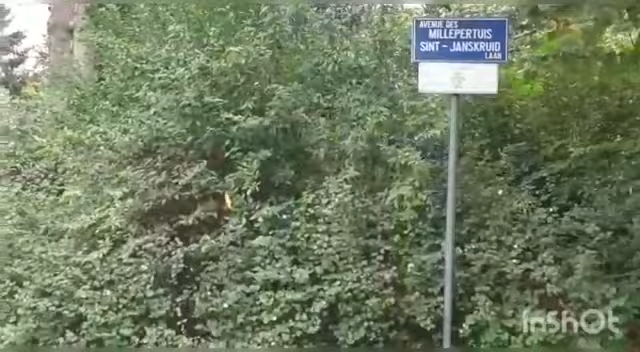 AVENUE DES
MILLEPERTUIS
SINT-JANSKRUID
LAAN
InShot